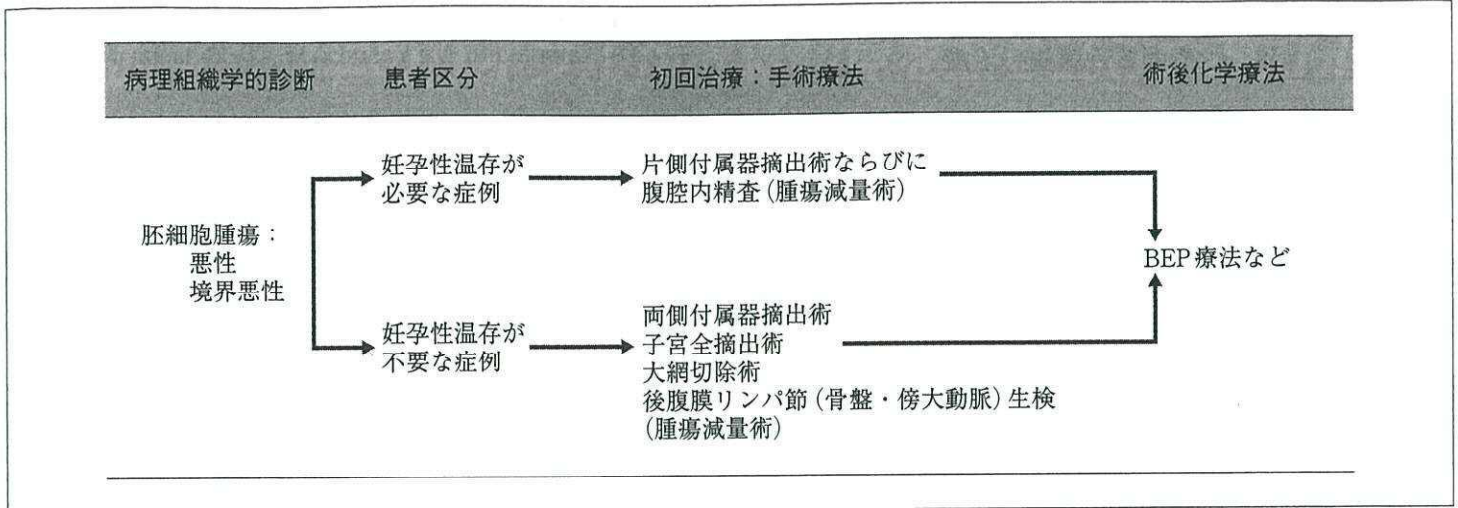 病理組織学的診断 患者区分 初回治療：手術療法 術後化学療法
胚細胞腫瘍：
悪性
境界悪性
妊孕性温存が
必要な症例
片側付属器摘出術ならびに
腹腔内精査（腫瘍減量術）
妊孕性温存が
不要な症例
両側付属器摘出術
子宮全摘出術
大網切除術
後腹膜リンパ節（骨盤・傍大動脈）生検
（腫瘍減量術）
BEP療法など